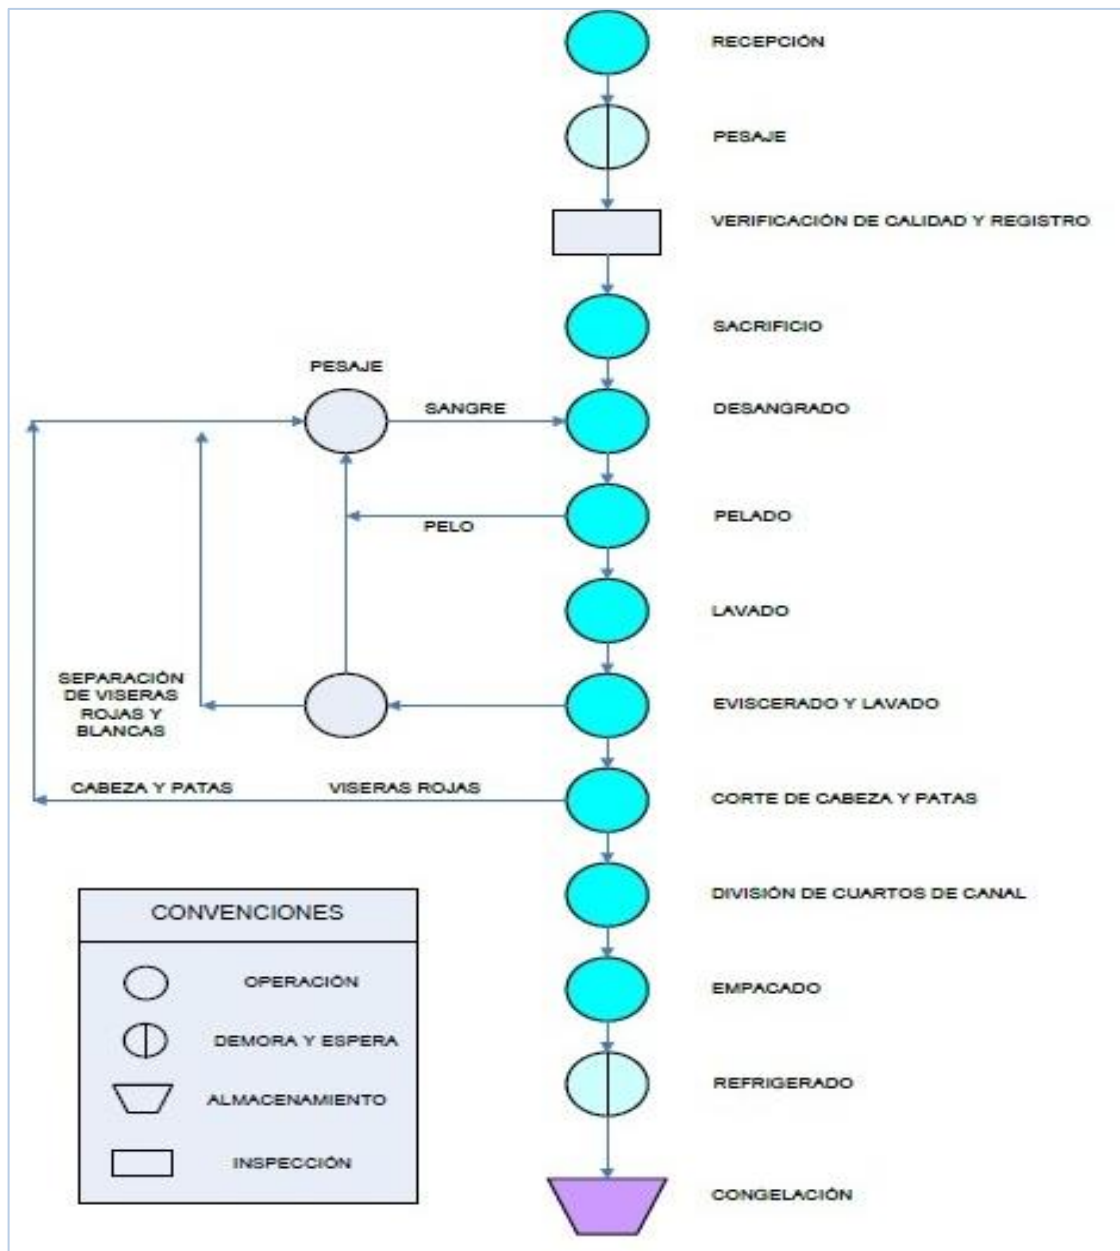 RECEPCIÓN
PESAJE
VERIFICACIÓN DE CALIDAD Y REGISTRO
SACRIFICIO
PESAJE
SANGRE
DESANGRADO
PELO
PELADO
LAVADO
SEPARACIÓN
DE VISERAS
ROJAS Y
BLANCAS
EVISCERADO Y LAVADO
CABEZA Y PATAS
VISERAS ROJAS
CORTE DE CABEZA Y PATAS
DIVISIÓN DE CUARTOS DE CANAL
EMPACADO
REFRIGERADO
CONGELACIÓN
CONVENCIONES
OPERACIÓN
DEMORA Y ESPERA
ALMACENAMIENTO
INSPECCIÓN